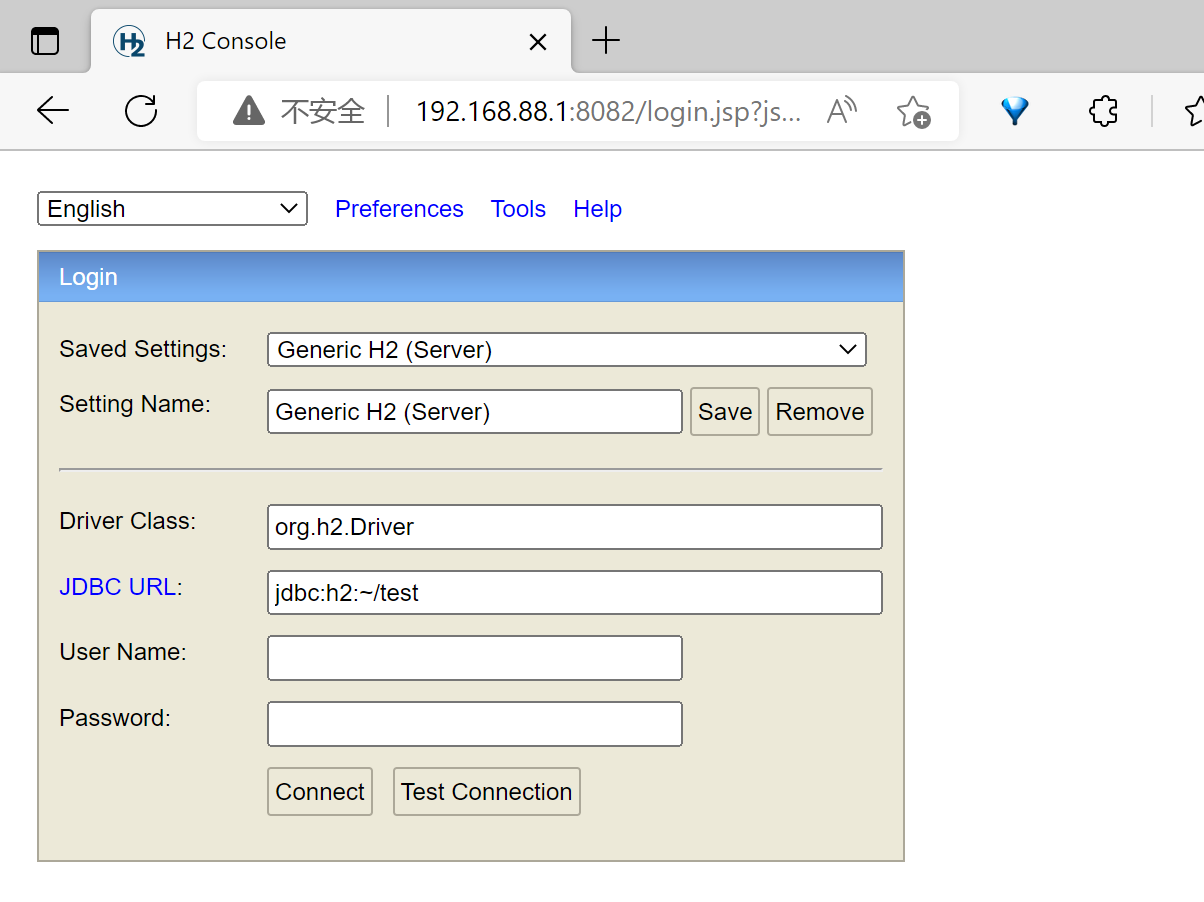 H2 Console
不安全 192.168.88.1:8082/login.jsp?js...
English Preferences Tools Help
Login
Saved Settings: Generic H2 (Server)
Setting Name: Generic H2 (Server) Save Remove
Driver Class: org.h2.Driver
JDBC URL: jdbc:h2:~/test
User Name:
Password:
Connect Test Connection